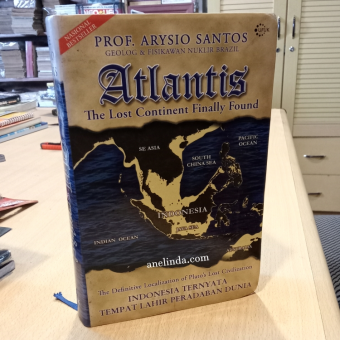 NASIONAL
BESTSELLER
PROF. ARYSIO SANTOS
GEOLOG & FISIKAWAN NUKLIR BRAZIL
Atlantis
The Lost Continent Finally Found
SE ASIA
PACIFIC
OCEAN
SOUTH
CHINA SEA
INDONESIA
JAVA SEA
INDIAN OCEAN
anelinda.com
The Definitive Localization of Plato's Lost Civilization
INDONESIA TERNYATA
TEMPAT LAHIR PERADABAN DUNIA